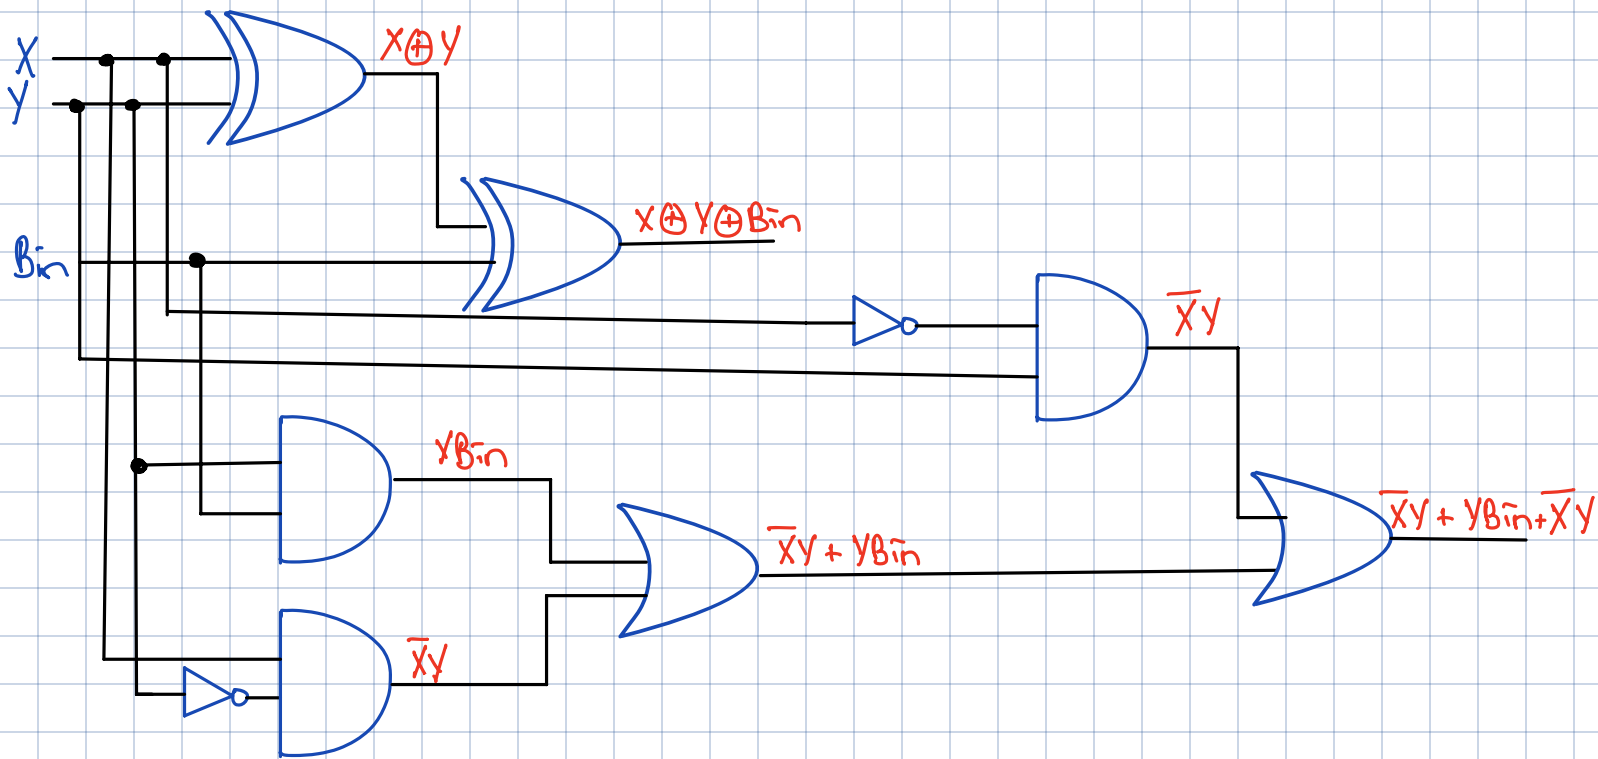 X
X⊕Y
Y
X⊕Y⊕Bin
Bin
X̅Y
YBin
X̅Y + YBin + X̅Y
X̅Y + YBin
X̅Y